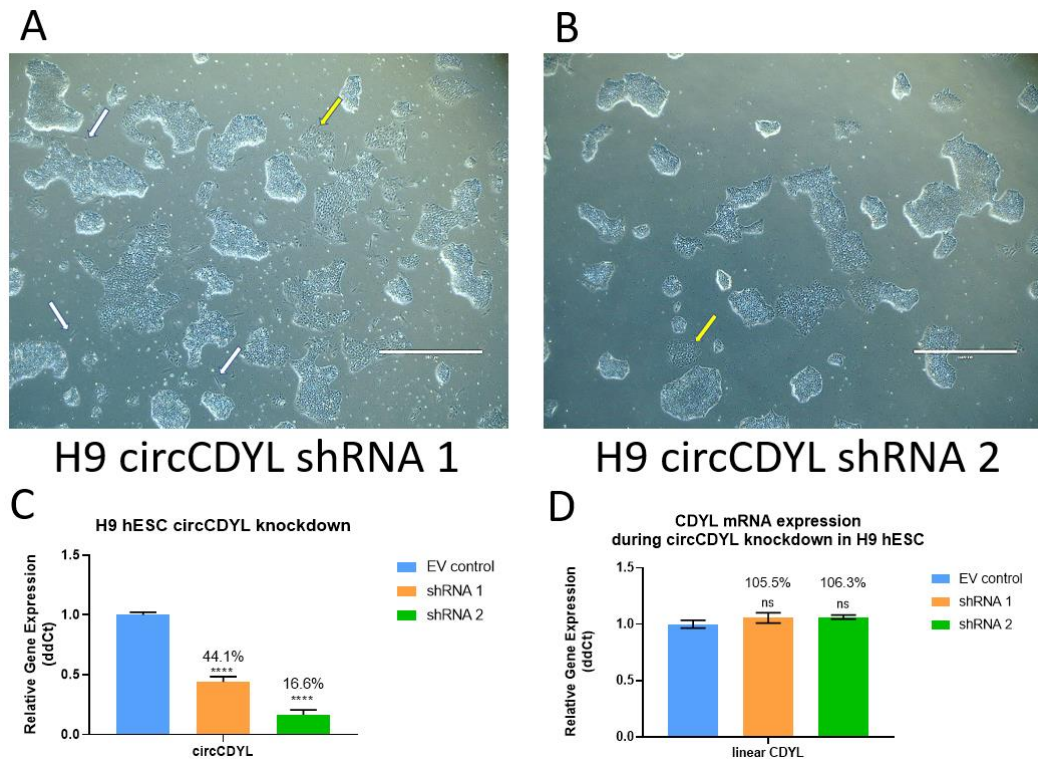 A
B
H9 circCDYL shRNA 1
H9 circCDYL shRNA 2
C
H9 hESC circCDYL knockdown
Relative Gene Expression
(ddCt)
1.5
1.0
0.5
0.0
44.1%
****
16.6%
****
circCDYL
EV control
shRNA 1
shRNA 2
D
CDYL mRNA expression
during circCDYL knockdown in H9 hESC
Relative Gene Expression
(ddCt)
1.5
1.0
0.5
0.0
105.5%
ns
106.3%
ns
linear CDYL
EV control
shRNA 1
shRNA 2